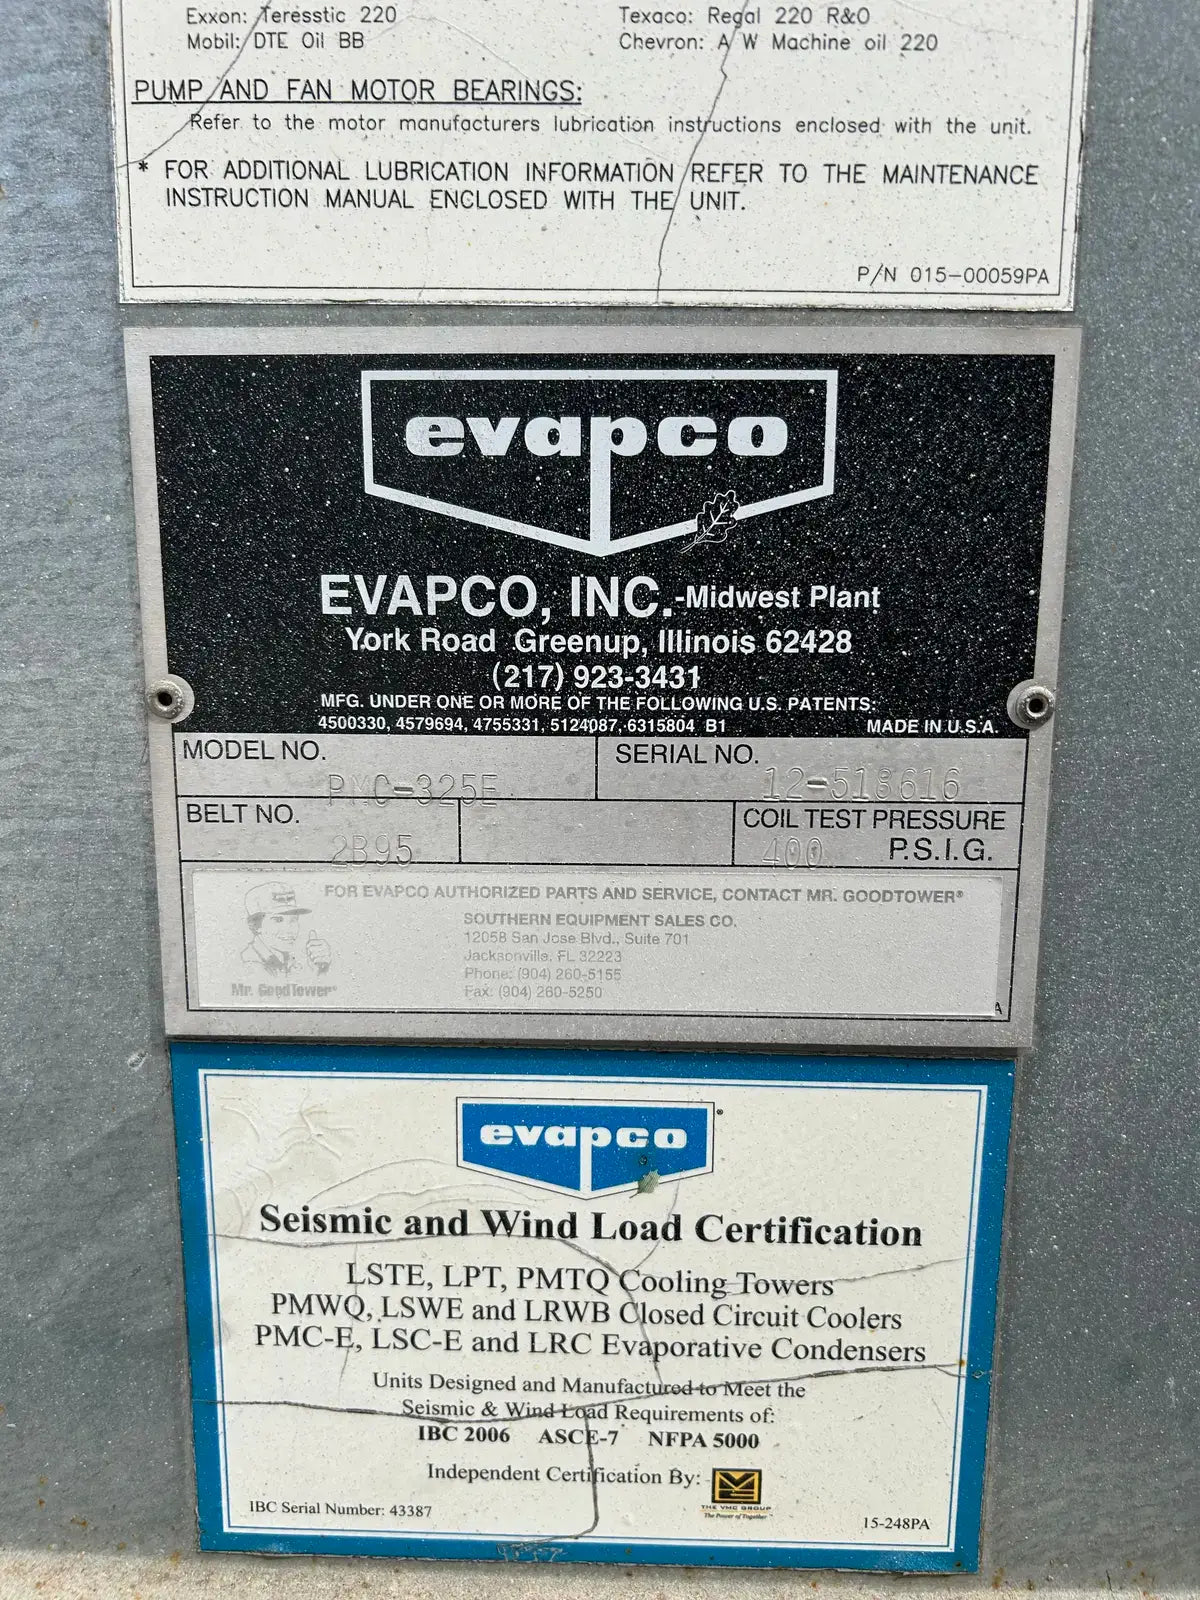 Exxon: Teresstic 220
Texaco: Regal 220 R&O
Mobil: DTE Oil BB
Chevron: A W Machine oil 220
PUMP AND FAN MOTOR BEARINGS:
Refer to the motor manufacturers lubrication instructions enclosed with the unit.
* FOR ADDITIONAL LUBRICATION INFORMATION REFER TO THE MAINTENANCE
INSTRUCTION MANUAL ENCLOSED WITH THE UNIT.
P/N 015-00059PA
evapco
EVAPCO, INC.-Midwest Plant
York Road Greenup, Illinois 62428
(217) 923-3431
MFG. UNDER ONE OR MORE OF THE FOLLOWING U.S. PATENTS:
4500330, 4579694, 4755331, 5124087, 6315804 B1
MADE IN U.S.A.
MODEL NO.
PMC-325E
SERIAL NO.
12-518616
BELT NO.
2B95
COIL TEST PRESSURE
400 P.S.I.G.
FOR EVAPCO AUTHORIZED PARTS AND SERVICE, CONTACT MR. GOODTOWER®
SOUTHERN EQUIPMENT SALES CO.
12058 San Jose Blvd., Suite 701
Jacksonville, FL 32223
Phone: (904) 260-5155
Fax: (904) 260-5250
Mr. GoodTower®
A
evapco®
Seismic and Wind Load Certification
LSTE, LPT, PMTQ Cooling Towers
PMWQ, LSWE and LRWB Closed Circuit Coolers
PMC-E, LSC-E and LRC Evaporative Condensers
Units Designed and Manufactured to Meet the
Seismic & Wind Load Requirements of:
IBC 2006 ASCE-7 NFPA 5000
Independent Certification By:
THE VMC GROUP
The Power of Together™
IBC Serial Number: 43387
15-248PA